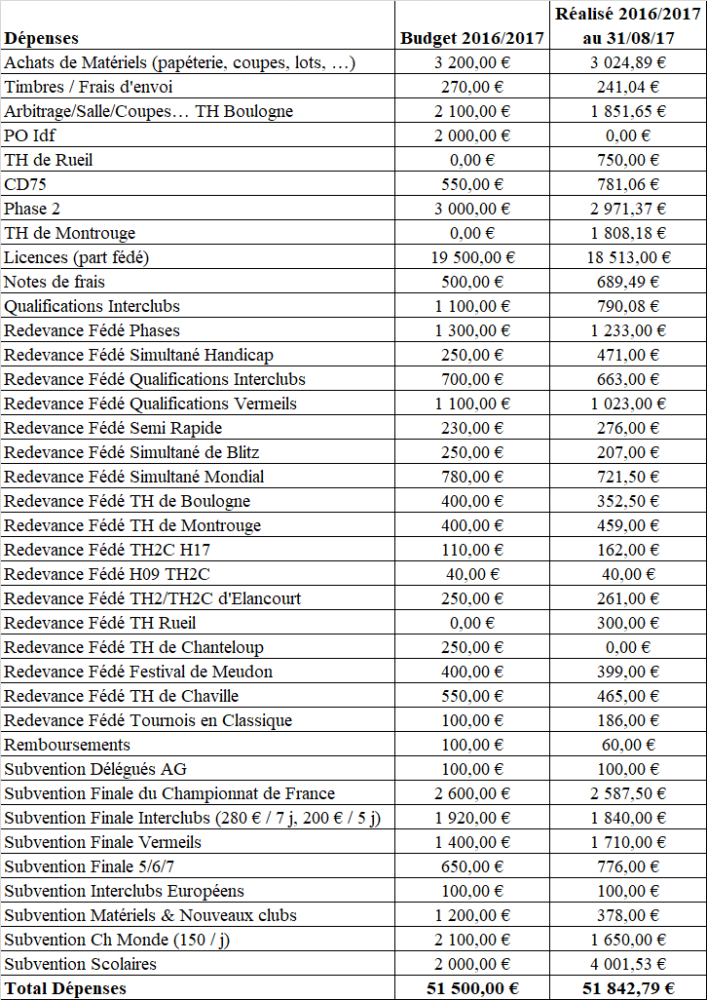 Réalisé 2016/2017
Dépenses Budget 2016/2017 au 31/08/17
Achats de Matériels (papéterie, coupes, lots, …) 3 200,00 € 3 024,89 €
Timbres / Frais d'envoi 270,00 € 241,04 €
Arbitrage/Salle/Coupes… TH Boulogne 2 100,00 € 1 851,65 €
PO Idf 2 000,00 € 0,00 €
TH de Rueil 0,00 € 750,00 €
CD75 550,00 € 781,06 €
Phase 2 3 000,00 € 2 971,37 €
TH de Montrouge 0,00 € 1 808,18 €
Licences (part fédé) 19 500,00 € 18 513,00 €
Notes de frais 500,00 € 689,49 €
Qualifications Interclubs 1 100,00 € 790,08 €
Redevance Fédé Phases 1 300,00 € 1 233,00 €
Redevance Fédé Simultané Handicap 250,00 € 471,00 €
Redevance Fédé Qualifications Interclubs 700,00 € 663,00 €
Redevance Fédé Qualifications Vermeils 1 100,00 € 1 023,00 €
Redevance Fédé Semi Rapide 230,00 € 276,00 €
Redevance Fédé Simultané de Blitz 250,00 € 207,00 €
Redevance Fédé Simultané Mondial 780,00 € 721,50 €
Redevance Fédé TH de Boulogne 400,00 € 352,50 €
Redevance Fédé TH de Montrouge 400,00 € 459,00 €
Redevance Fédé TH2C H17 110,00 € 162,00 €
Redevance Fédé H09 TH2C 40,00 € 40,00 €
Redevance Fédé TH2/TH2C d'Elancourt 250,00 € 261,00 €
Redevance Fédé TH Rueil 0,00 € 300,00 €
Redevance Fédé TH de Chanteloup 250,00 € 0,00 €
Redevance Fédé Festival de Meudon 400,00 € 399,00 €
Redevance Fédé TH de Chaville 550,00 € 465,00 €
Redevance Fédé Tournois en Classique 100,00 € 186,00 €
Remboursements 100,00 € 60,00 €
Subvention Délégués AG 100,00 € 100,00 €
Subvention Finale du Championnat de France 2 600,00 € 2 587,50 €
Subvention Finale Interclubs (280 € / 7 j, 200 € / 5 j) 1 920,00 € 1 840,00 €
Subvention Finale Vermeils 1 400,00 € 1 710,00 €
Subvention Finale 5/6/7 650,00 € 776,00 €
Subvention Interclubs Européens 100,00 € 100,00 €
Subvention Matériels & Nouveaux clubs 1 200,00 € 378,00 €
Subvention Ch Monde (150 / j) 2 100,00 € 1 650,00 €
Subvention Scolaires 2 000,00 € 4 001,53 €
Total Dépenses 51 500,00 € 51 842,79 €